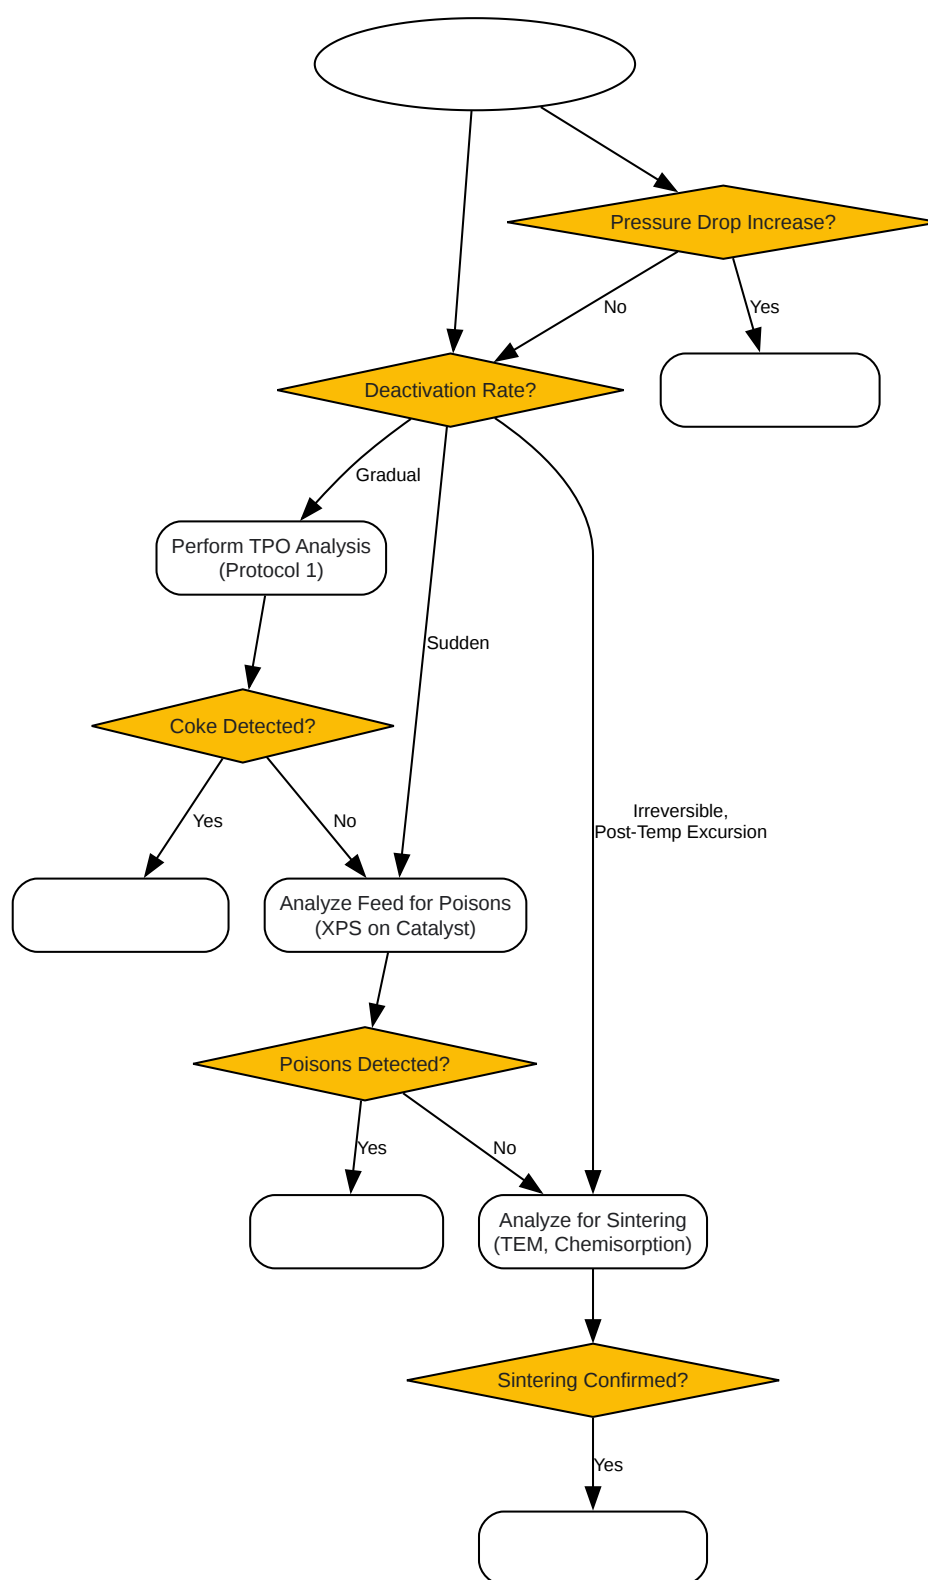 Pressure Drop Increase?
No
Yes
Deactivation Rate?
Gradual
Perform TPO Analysis
(Protocol 1)
Sudden
Coke Detected?
Irreversible,
Post-Temp Excursion
Yes
No
Analyze Feed for Poisons
(XPS on Catalyst)
Poisons Detected?
Yes
No
Analyze for Sintering
(TEM, Chemisorption)
Sintering Confirmed?
Yes